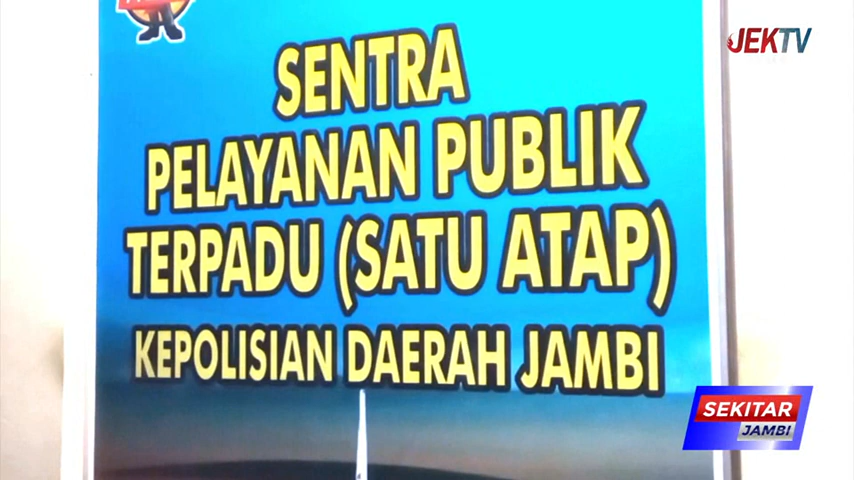 JEKTV
SENTRA
PELAYANAN PUBLIK
TERPADU (SATU ATAP)
KEPOLISIAN DAERAH JAMBI
SEKITAR
JAMBI